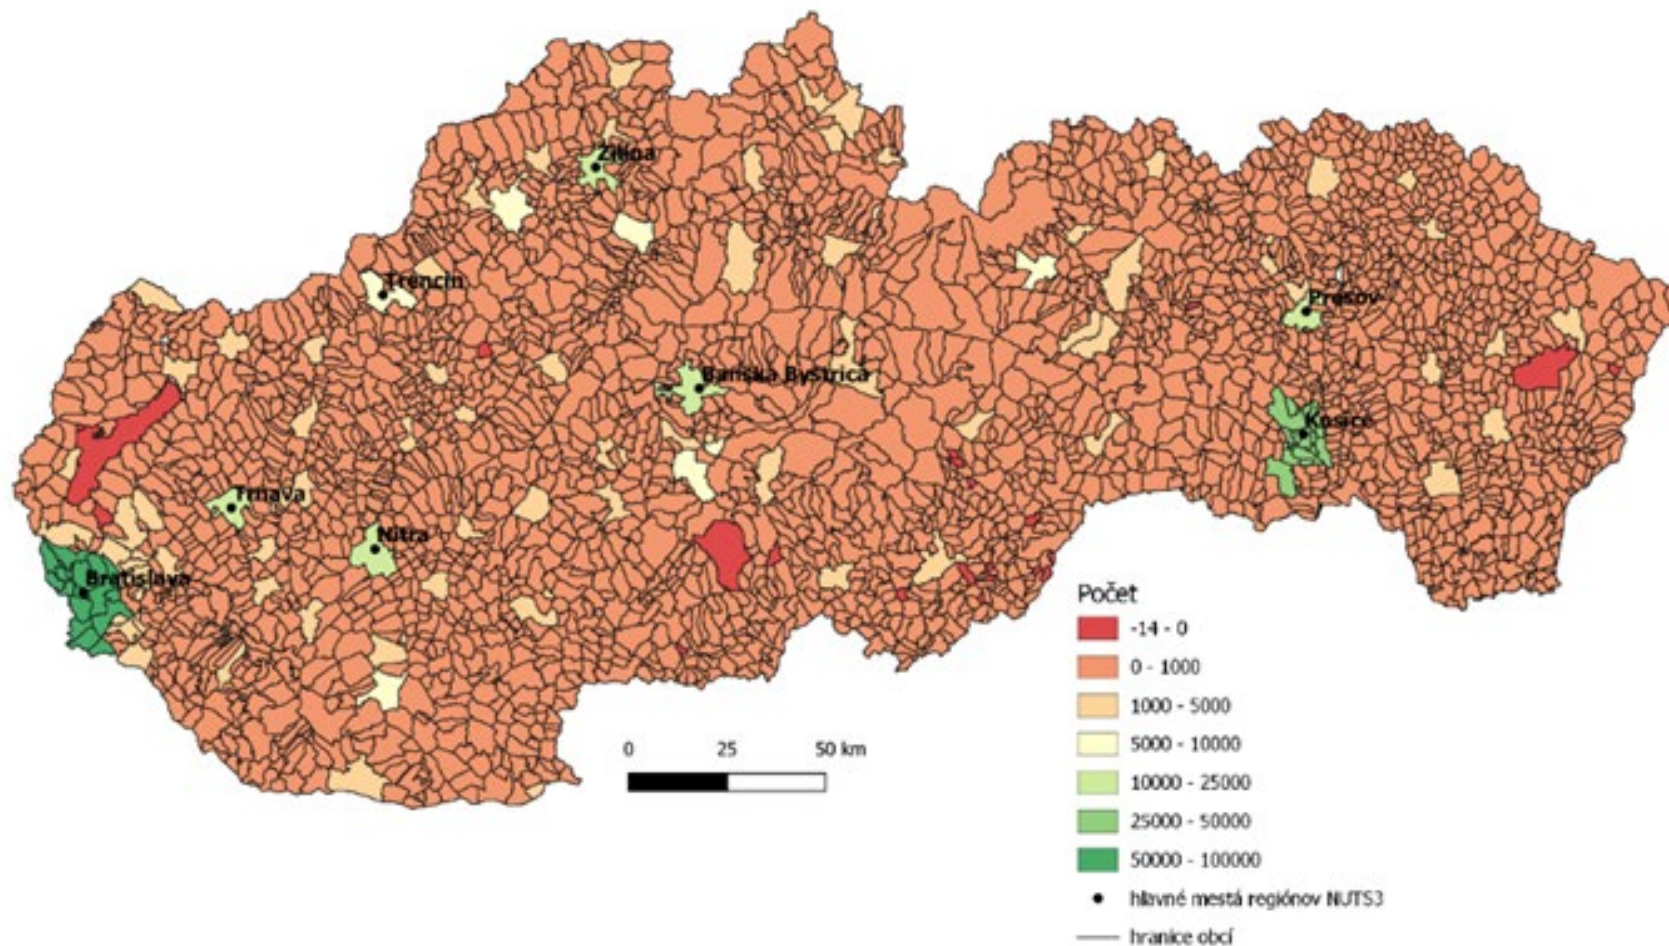 Žilina
Trenčín
Prešov
Banská Bystrica
Košice
Trnava
Nitra
Bratislava
Počet
-14 - 0
0 - 1000
1000 - 5000
5000 - 10000
10000 - 25000
25000 - 50000
50000 - 100000
hlavné mestá regiónov NUTS3
hranice obcí
0 25 50 km